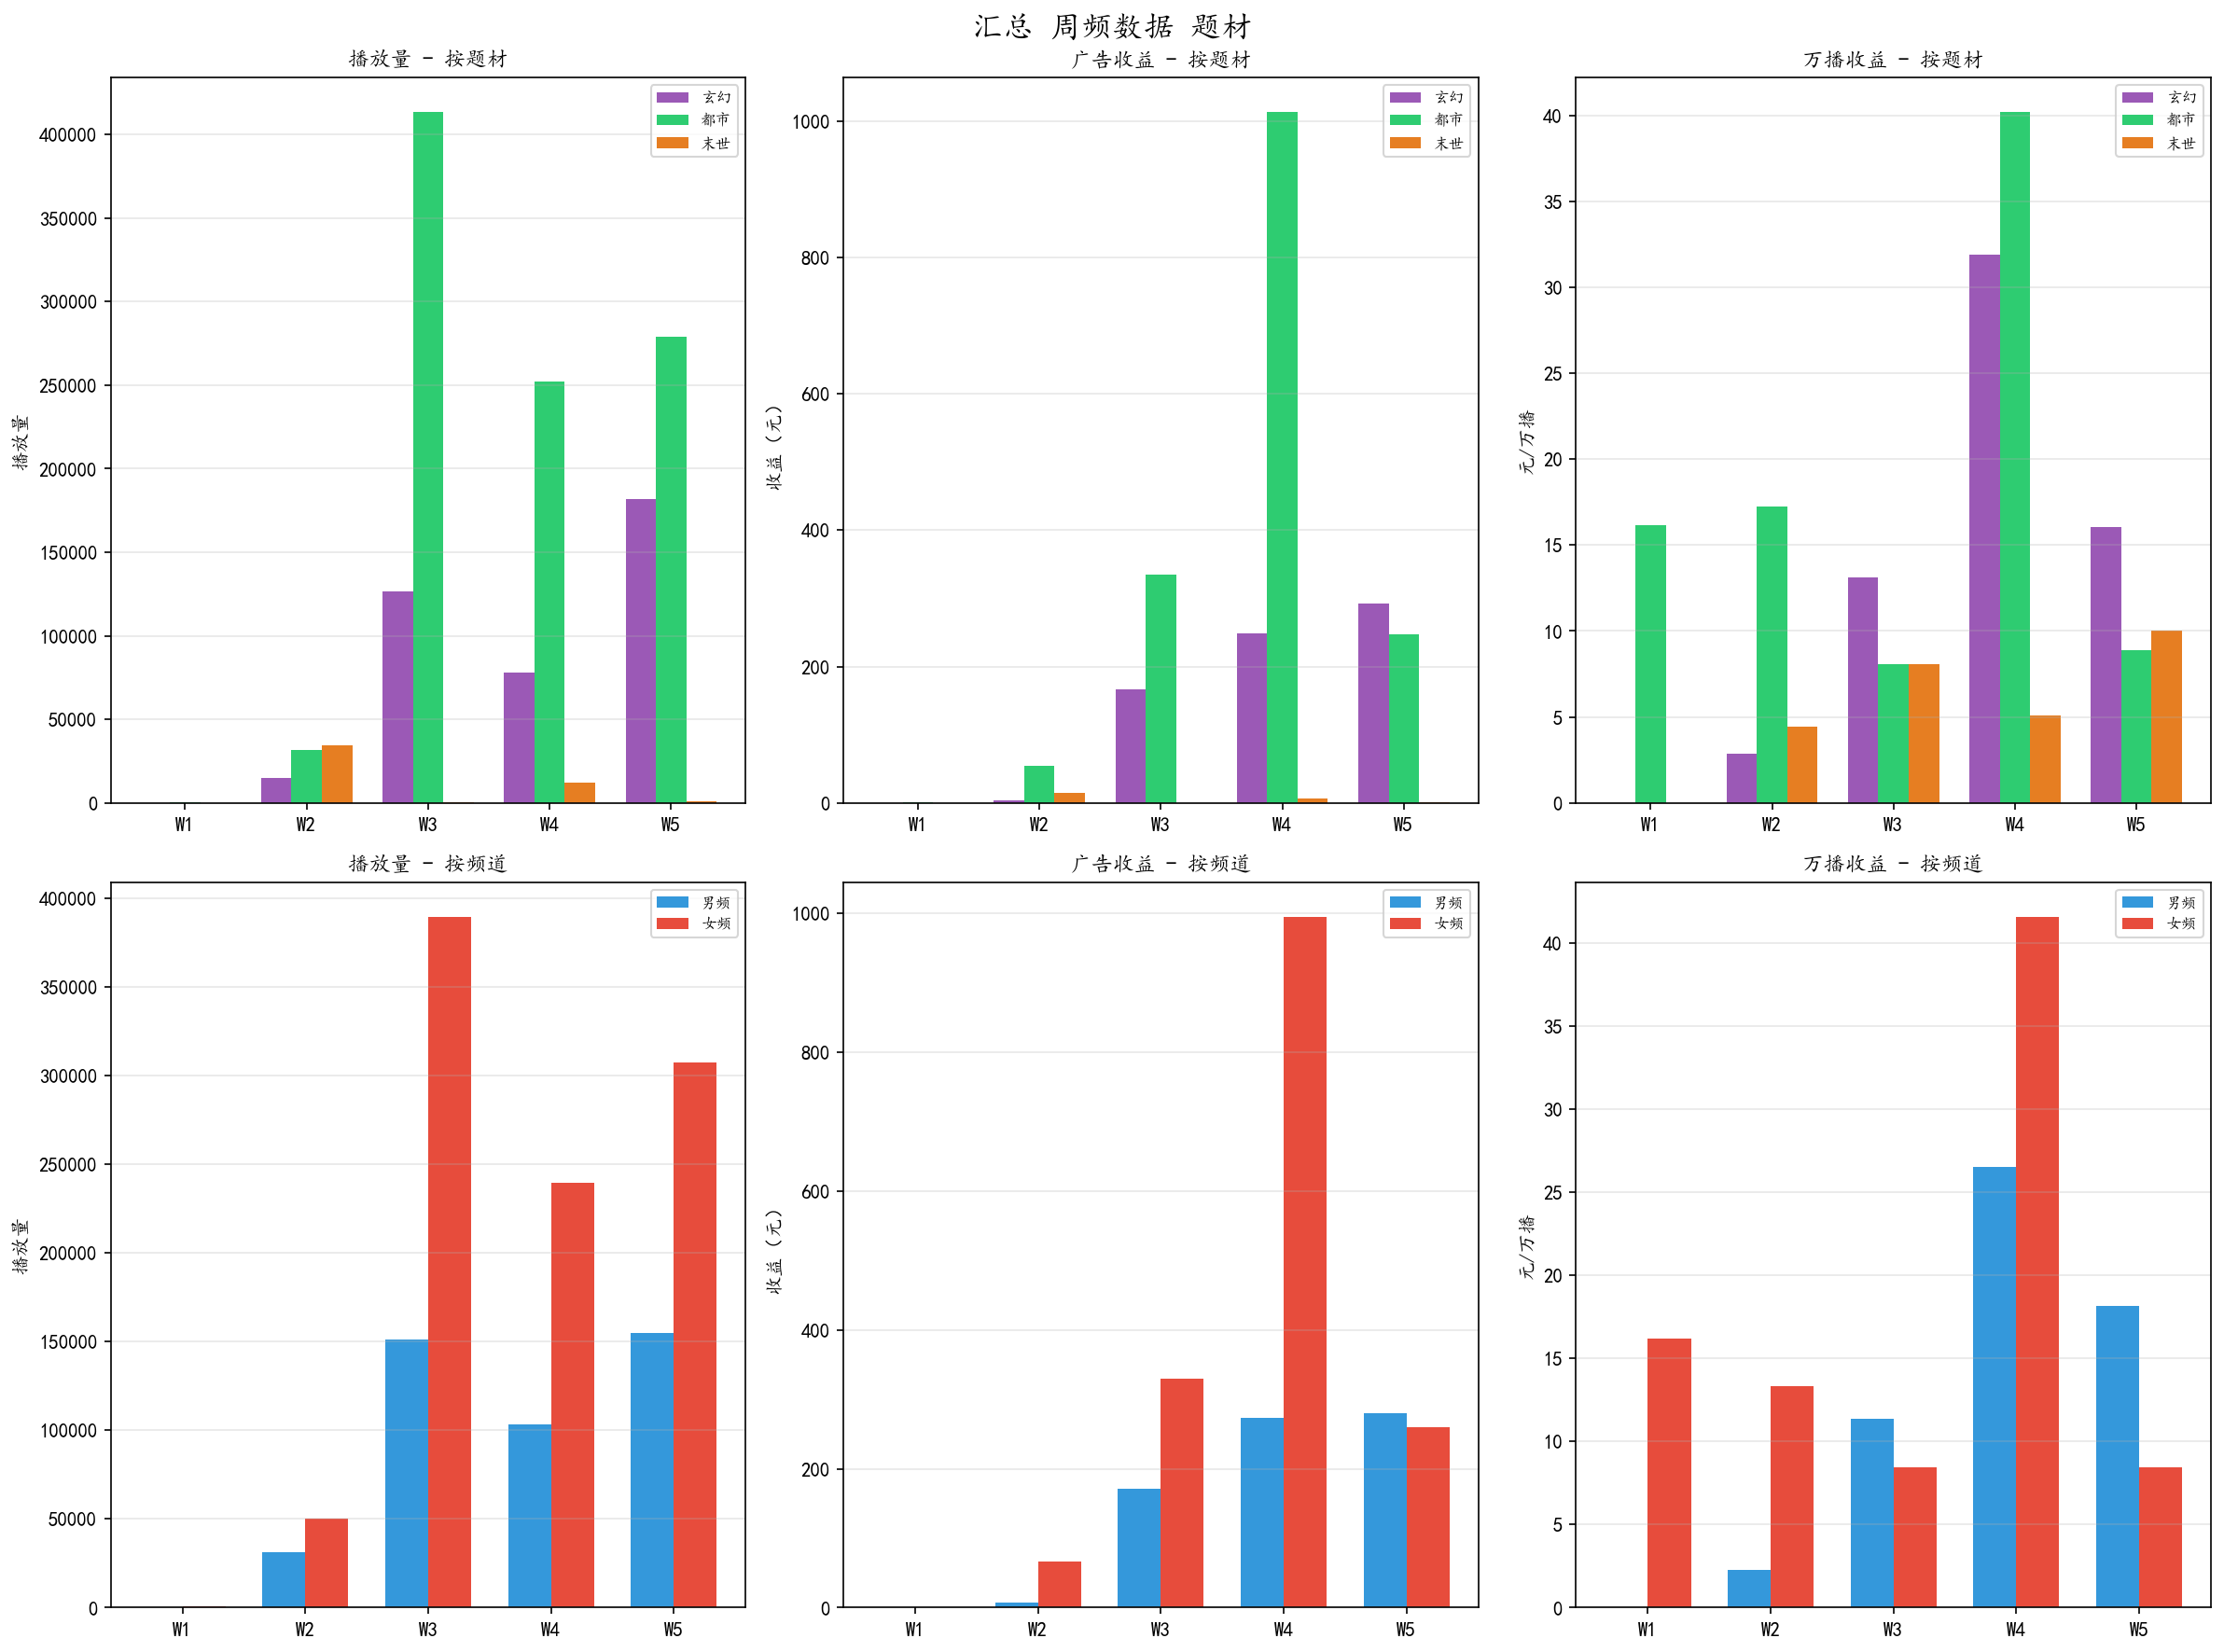 汇总 周频数据 题材
播放量 - 按题材
玄幻
都市
末世
播放量
400000
350000
300000
250000
200000
150000
100000
50000
0
W1 W2 W3 W4 W5
广告收益 - 按题材
玄幻
都市
末世
收益 (元)
1000
800
600
400
200
0
W1 W2 W3 W4 W5
万播收益 - 按题材
玄幻
都市
末世
元/万播
40
35
30
25
20
15
10
5
0
W1 W2 W3 W4 W5
播放量 - 按频道
男频
女频
播放量
400000
350000
300000
250000
200000
150000
100000
50000
0
W1 W2 W3 W4 W5
广告收益 - 按频道
男频
女频
收益 (元)
1000
800
600
400
200
0
W1 W2 W3 W4 W5
万播收益 - 按频道
男频
女频
元/万播
40
35
30
25
20
15
10
5
0
W1 W2 W3 W4 W5